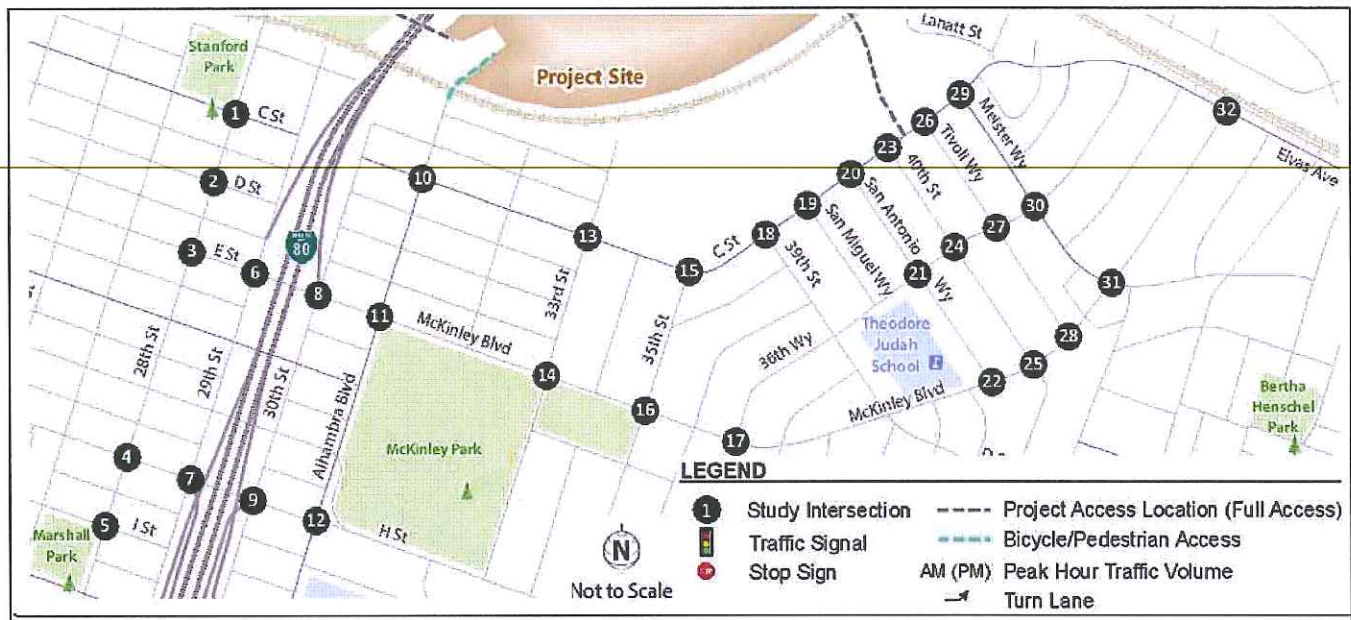 Stanford
Park
Project Site
Lanatt St
1
C St
2
D St
3
E St
6
80
8
10
11
McKinley Blvd
13
33rd St
15
C St
35th St
14
16
17
18
39th St
19
San Miguel Wy
20
San Antonio Wy
23
40th St
26
Tivoli Wy
29
Meister Wy
32
Elvas Ave
21
24
27
30
31
28
25
22
36th Wy
Theodore
Judah
School
McKinley Blvd
Bertha
Henschel
Park
28th St
29th St
30th St
Alhambra Blvd
McKinley Park
4
7
9
12
5
I St
H St
Marshall
Park
N
Not to Scale
LEGEND
1 Study Intersection
Traffic Signal
Stop Sign
Project Access Location (Full Access)
Bicycle/Pedestrian Access
AM (PM) Peak Hour Traffic Volume
Turn Lane